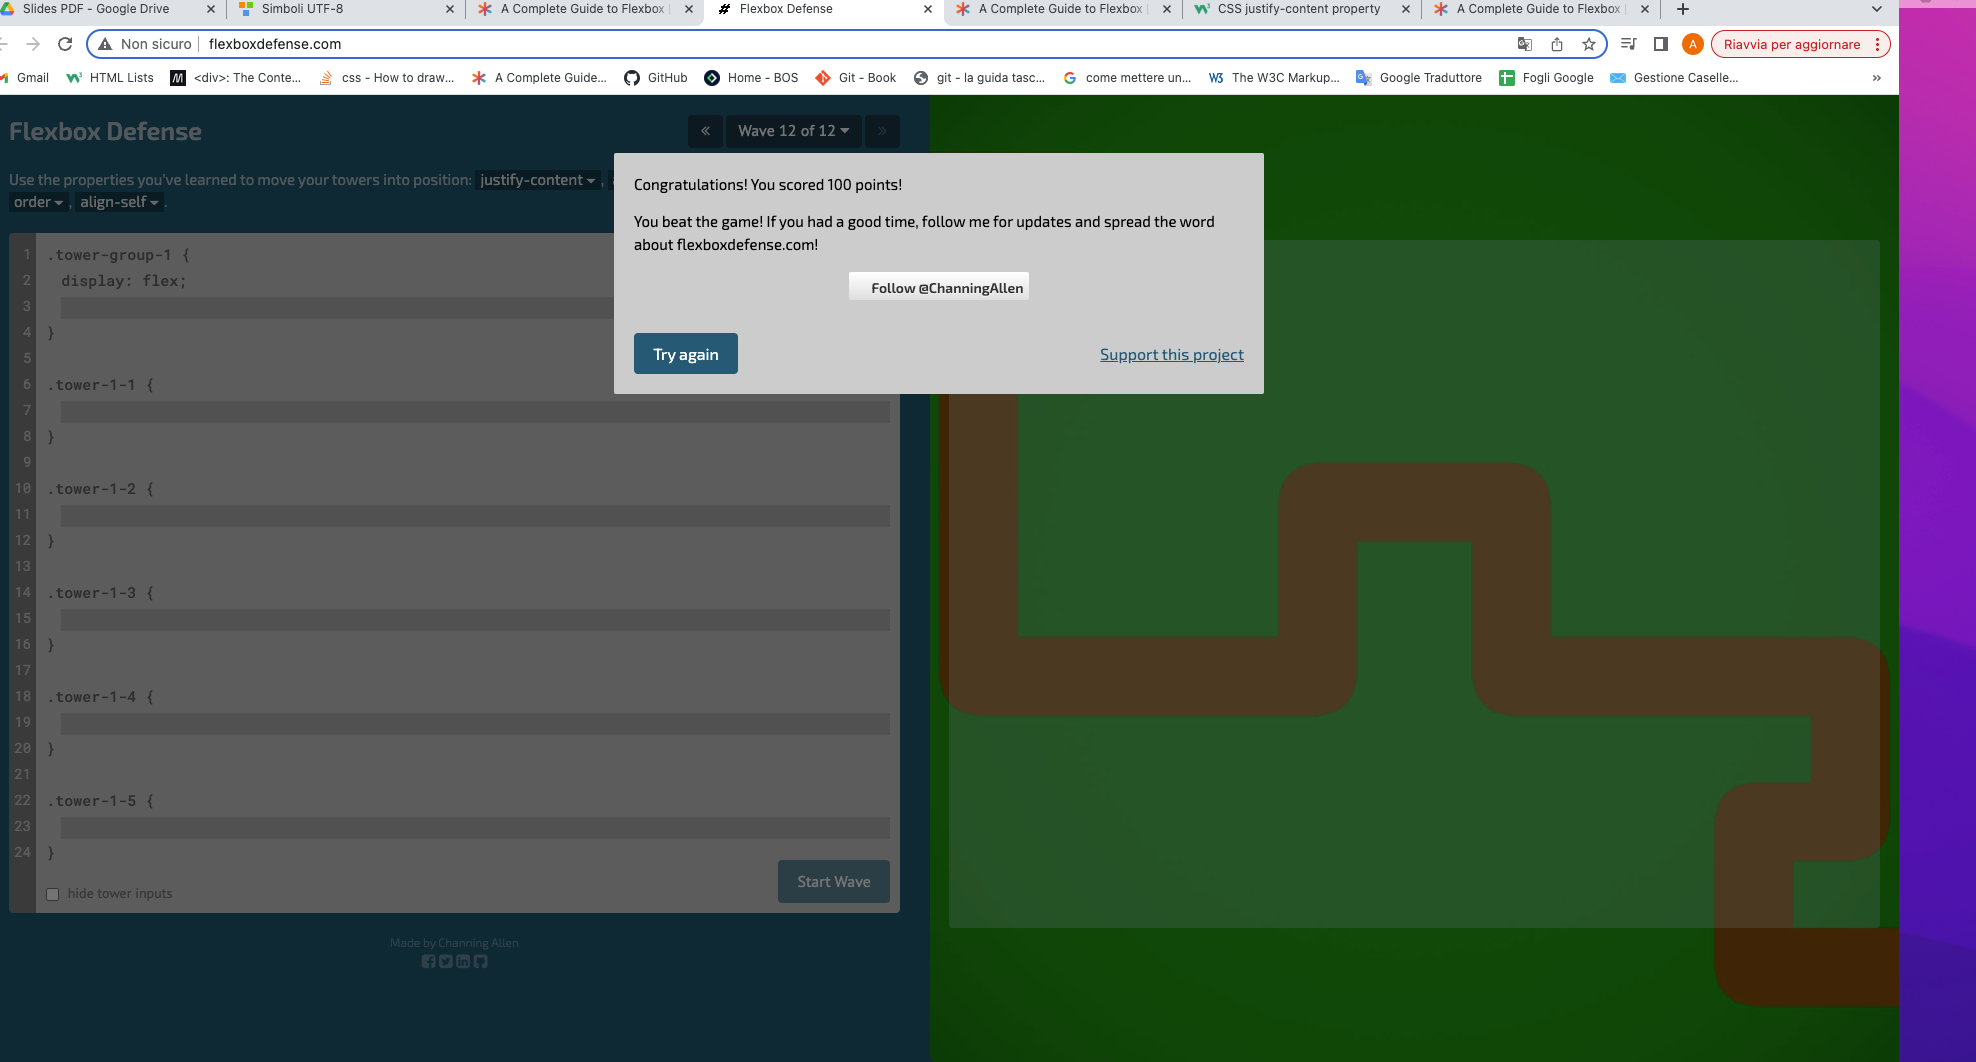 Slides PDF - Google Drive
Simboli UTF-8
A Complete Guide to Flexbox
Flexbox Defense
A Complete Guide to Flexbox
CSS justify-content property
A Complete Guide to Flexbox
Non sicuro
flexboxdefense.com
A
Riavvia per aggiornare
Gmail
HTML Lists
<div>: The Conte...
css - How to draw...
A Complete Guide...
GitHub
Home - BOS
Git - Book
git - la guida tasc...
come mettere un...
The W3C Markup...
Google Traduttore
Fogli Google
Gestione Caselle...
»
Flexbox Defense
«
Wave 12 of 12
»
Use the properties you've learned to move your towers into position: justify-content ,
order , align-self .
Congratulations! You scored 100 points!
You beat the game! If you had a good time, follow me for updates and spread the word
about flexboxdefense.com!
Follow @ChanningAllen
Try again
Support this project
1 .tower-group-1 {
2 display: flex;
3
4 }
5
6 .tower-1-1 {
7
8 }
9
10 .tower-1-2 {
11
12 }
13
14 .tower-1-3 {
15
16 }
17
18 .tower-1-4 {
19
20 }
21
22 .tower-1-5 {
23
24 }
hide tower inputs
Start Wave
Made by Channing Allen